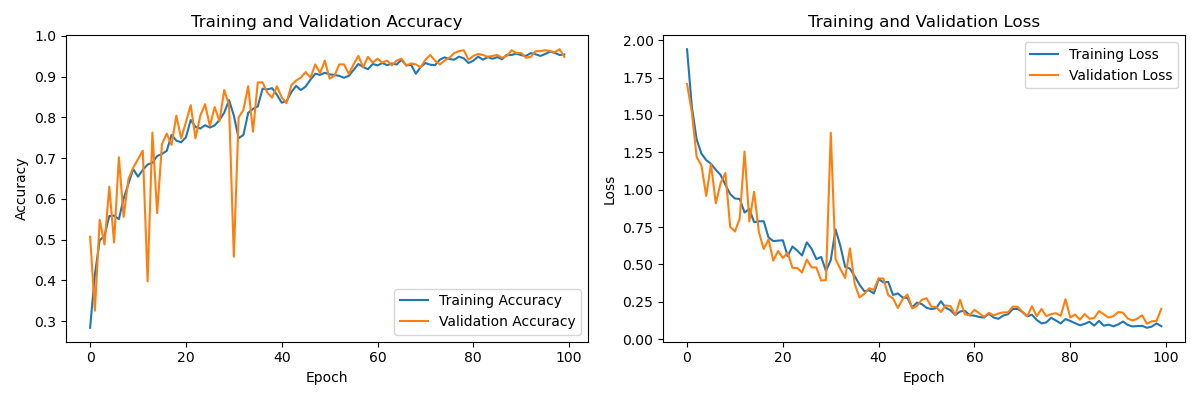 Training and Validation Accuracy
1.0
0.9
0.8
0.7
0.6
0.5
0.4
0.3
Accuracy
Training Accuracy
Validation Accuracy
0 20 40 60 80 100
Epoch
Training and Validation Loss
2.00
1.75
1.50
1.25
1.00
0.75
0.50
0.25
0.00
Loss
Training Loss
Validation Loss
0 20 40 60 80 100
Epoch